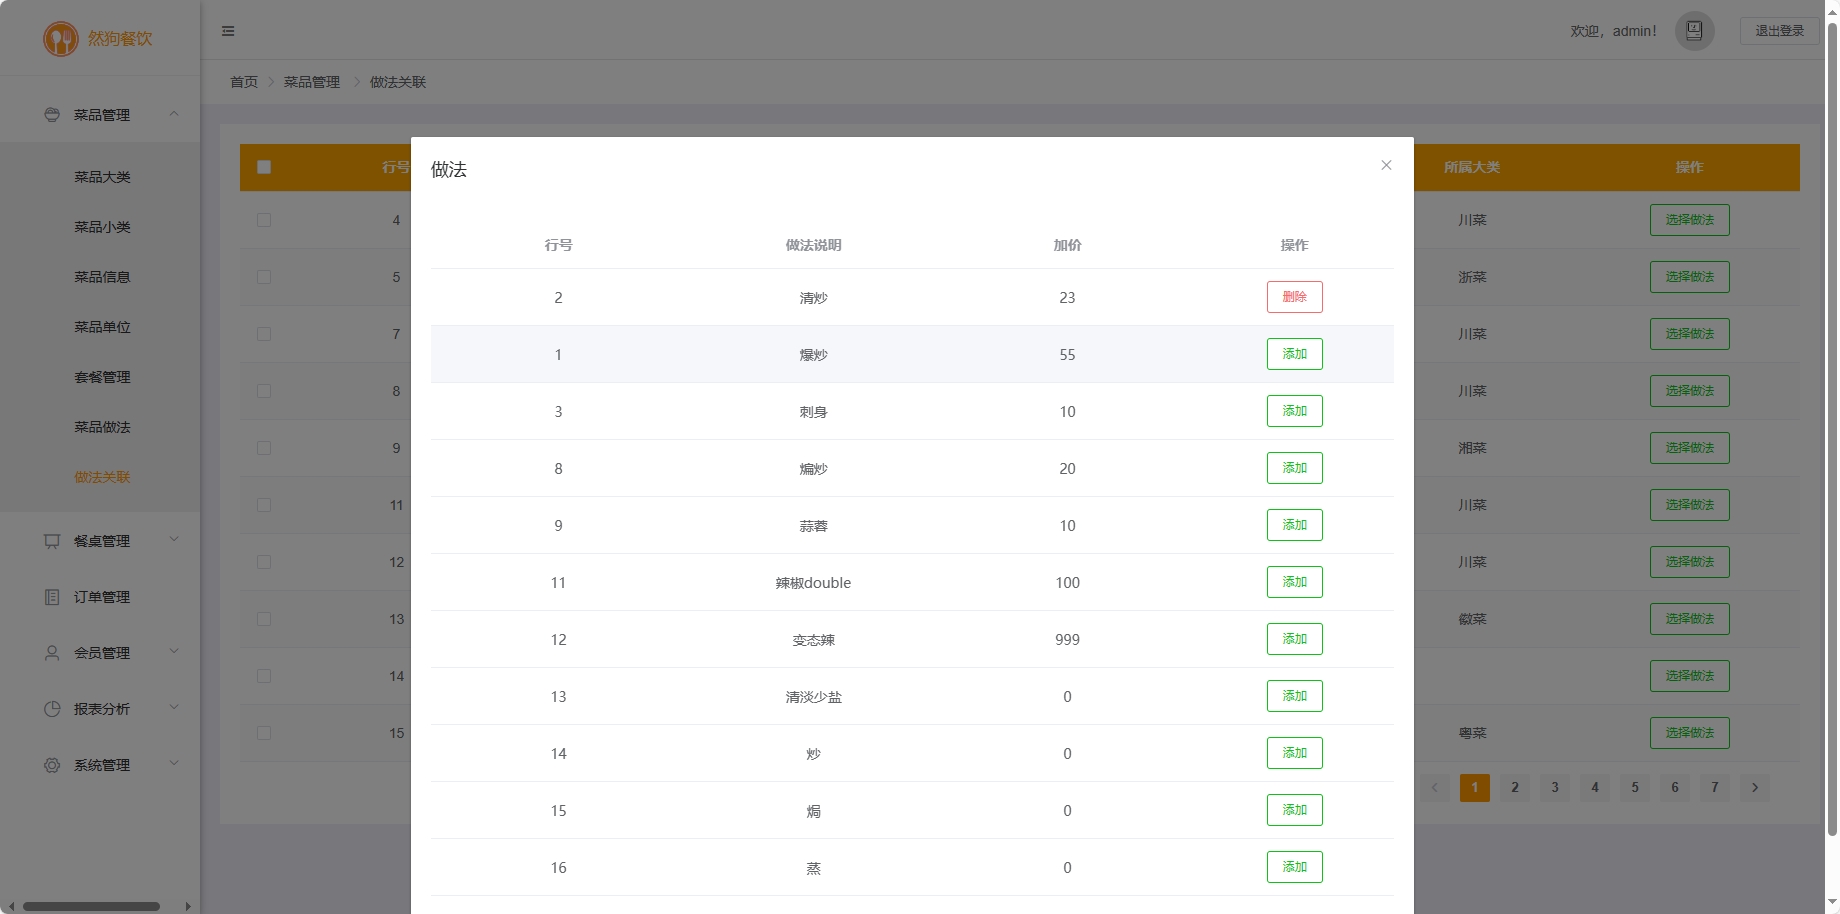 然狗餐饮
欢迎，admin!
退出登录
首页 菜品管理 做法关联
菜品管理
菜品大类
菜品小类
菜品信息
菜品单位
套餐管理
菜品做法
做法关联
餐桌管理
订单管理
会员管理
报表分析
系统管理
行号 所属大类 操作
4 川菜 选择做法
5 浙菜 选择做法
7 川菜 选择做法
8 川菜 选择做法
9 湘菜 选择做法
11 川菜 选择做法
12 川菜 选择做法
13 徽菜 选择做法
14 选择做法
15 粤菜 选择做法
1 2 3 4 5 6 7
做法
行号 做法说明 加价 操作
2 清炒 23 删除
1 爆炒 55 添加
3 刺身 10 添加
8 煸炒 20 添加
9 蒜蓉 10 添加
11 辣椒double 100 添加
12 变态辣 999 添加
13 清淡少盐 0 添加
14 炒 0 添加
15 焗 0 添加
16 蒸 0 添加